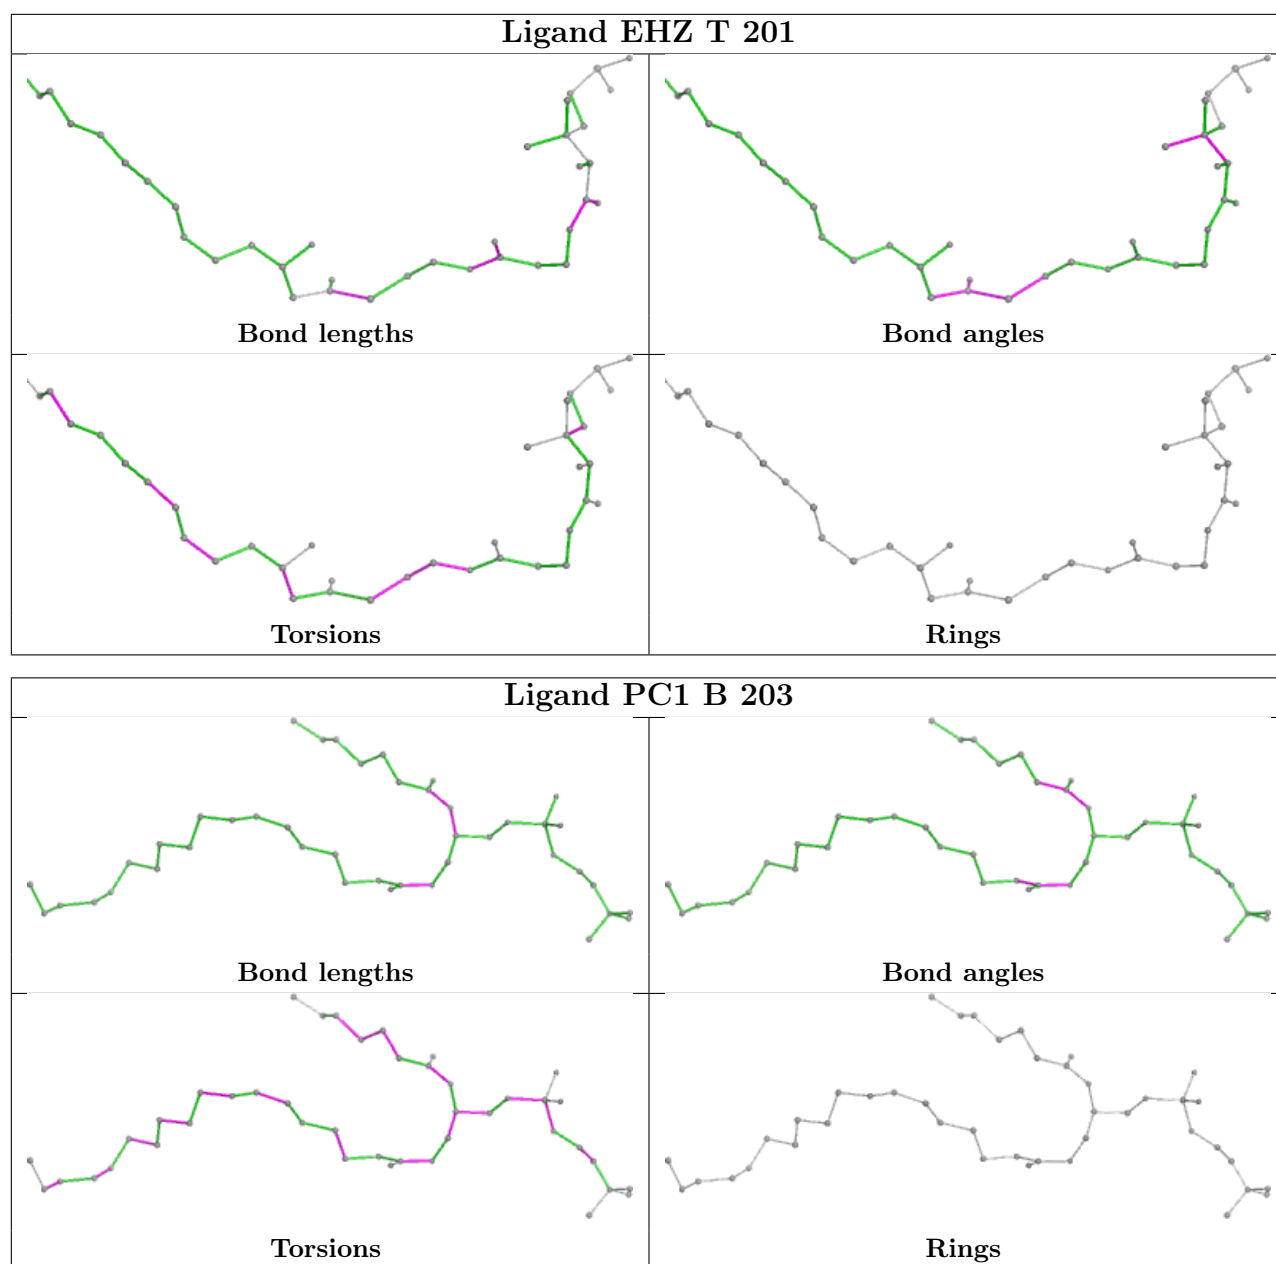 Ligand EHZ T 201
Bond lengths
Bond angles
Torsions
Rings
Ligand PC1 B 203
Bond lengths
Bond angles
Torsions
Rings